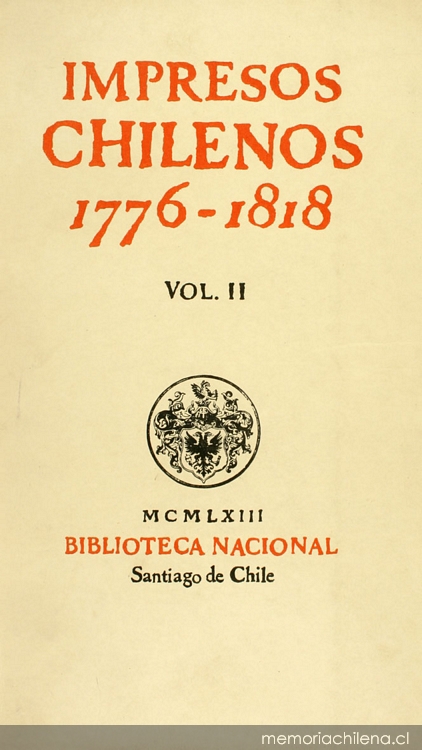 IMPRESOS
CHILENOS
1776-1818
VOL. II
MCMLXIII
BIBLIOTECA NACIONAL
Santiago de Chile
memoriachilena.cl